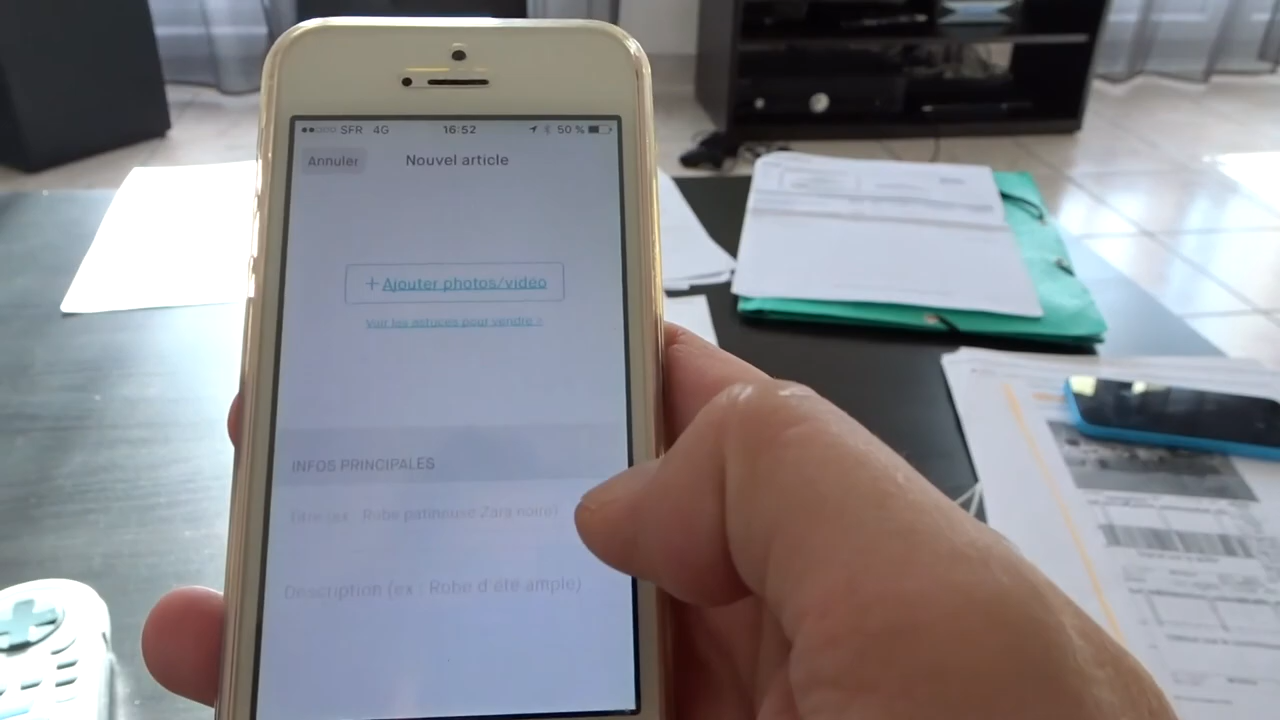 SFR 4G 16:52 50 %
Annuler Nouvel article
+ Ajouter photos/vidéo
Voir les astuces pour vendre >
INFOS PRINCIPALES
Titre (ex : Robe patineuse Zara noire)
Description (ex : Robe d'été ample)